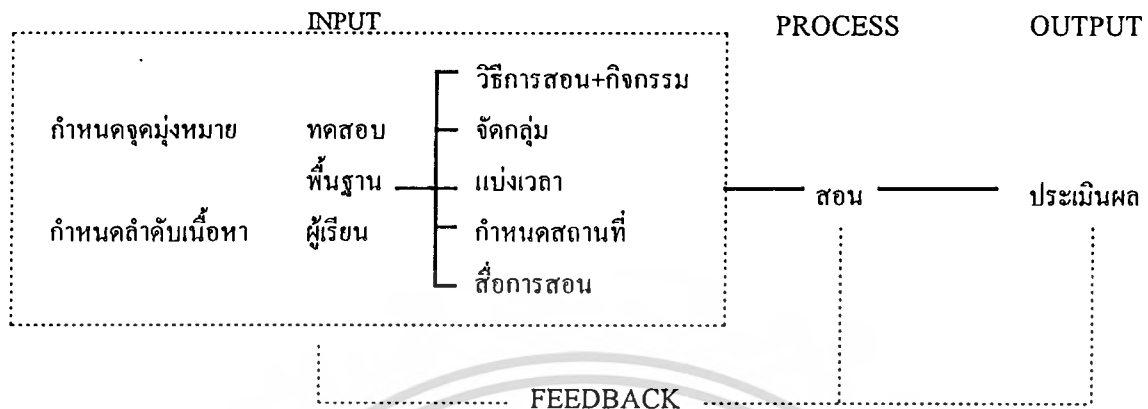 INPUT PROCESS OUTPUT
วิธีการสอน+กิจกรรม
กำหนดจุดมุ่งหมาย ทดสอบ จัดกลุ่ม
พื้นฐาน แบ่งเวลา สอน ประเมินผล
กำหนดลำดับเนื้อหา ผู้เรียน กำหนดสถานที่
สื่อการสอน
FEEDBACK